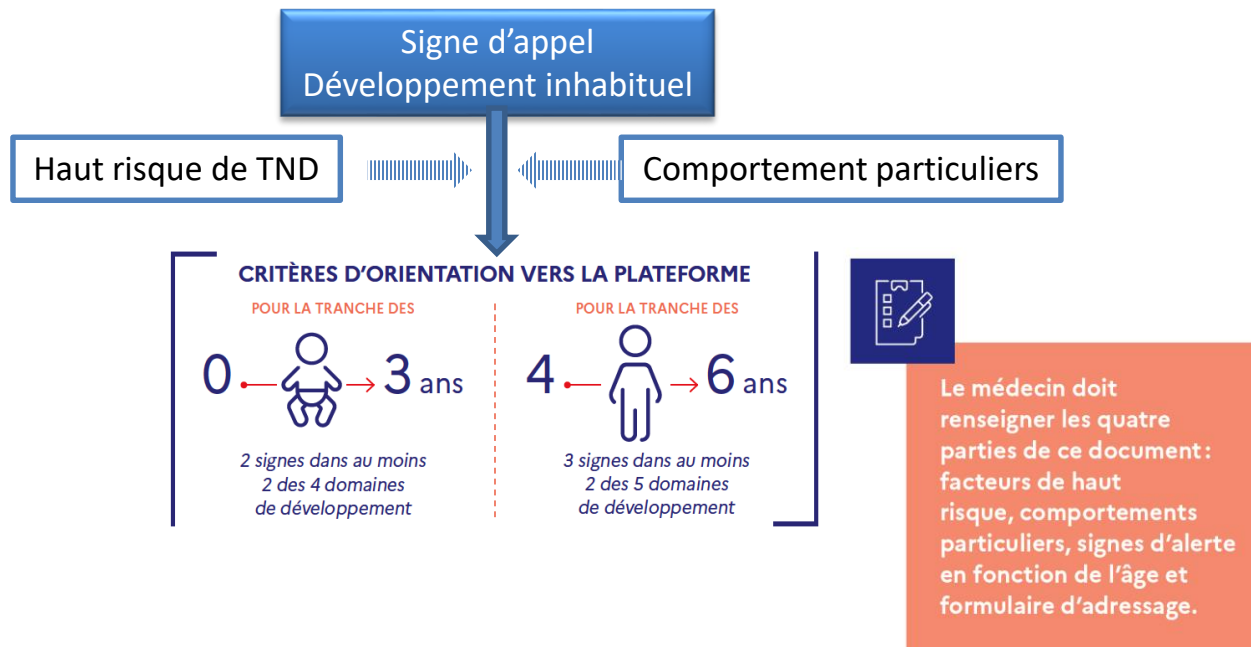 Signe d’appel
Développement inhabituel
Haut risque de TND
Comportement particuliers
CRITÈRES D’ORIENTATION VERS LA PLATEFORME
POUR LA TRANCHE DES
0 3 ans
2 signes dans au moins
2 des 4 domaines
de développement
POUR LA TRANCHE DES
4 6 ans
3 signes dans au moins
2 des 5 domaines
de développement
Le médecin doit
renseigner les quatre
parties de ce document :
facteurs de haut
risque, comportements
particuliers, signes d’alerte
en fonction de l’âge et
formulaire d’adressage.